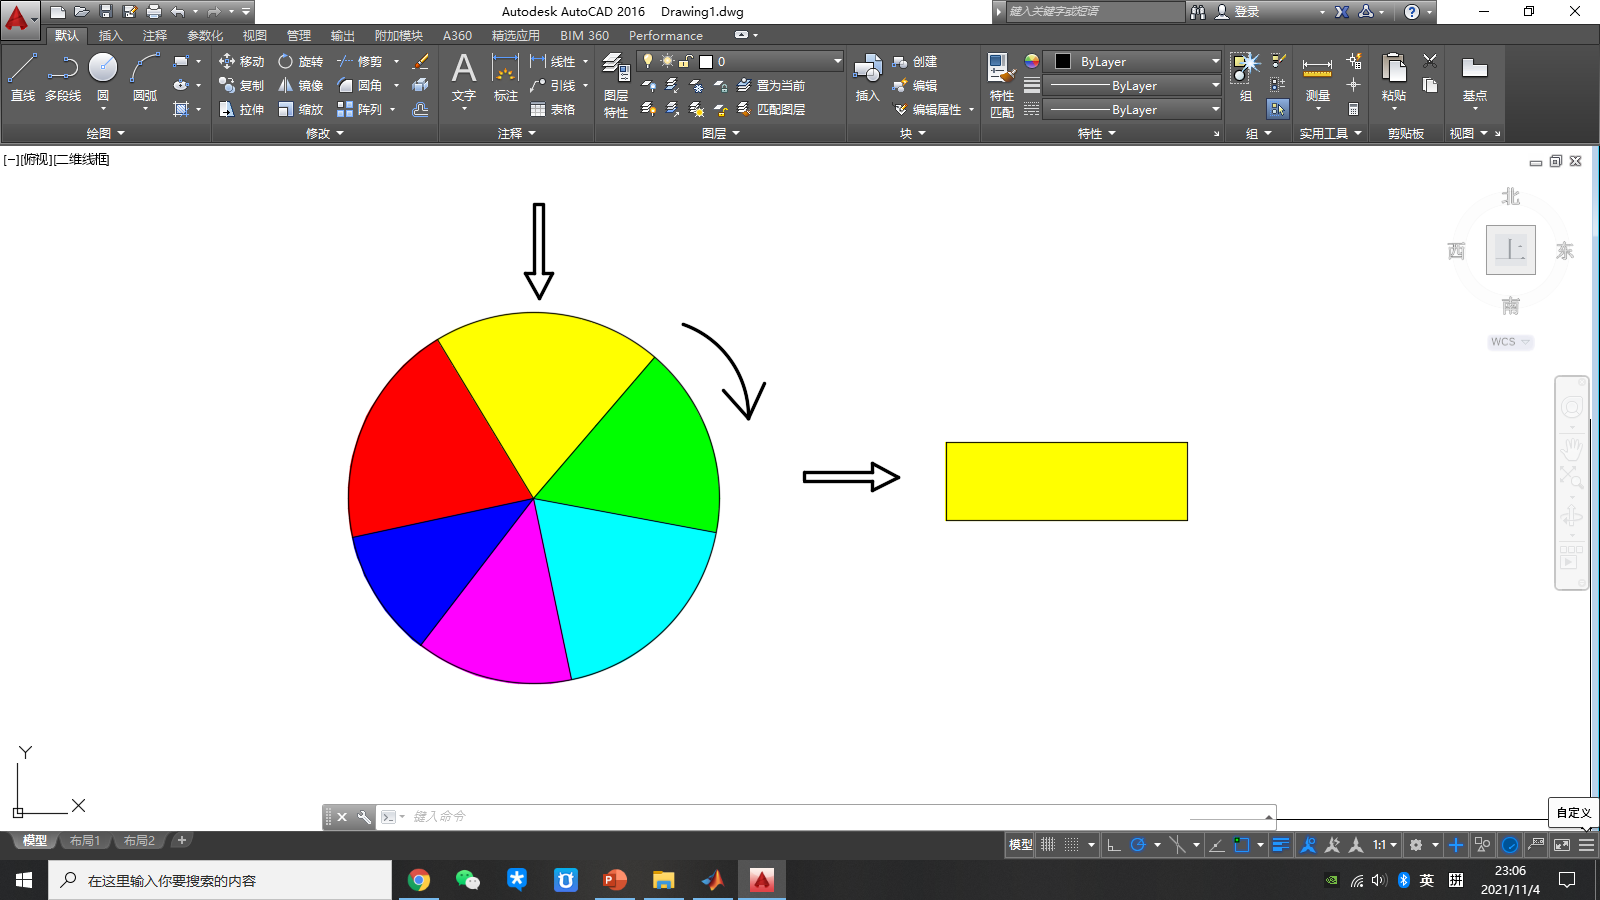 Autodesk AutoCAD 2016 Drawing1.dwg
键入关键字或短语
登录
默认 插入 注释 参数化 视图 管理 输出 附加模块 A360 精选应用 BIM 360 Performance
直线 多段线 圆 圆弧
移动 旋转 修剪
复制 镜像 圆角
拉伸 缩放 阵列
A 文字 标注
线性
引线
表格
图层特性
0
置为当前
匹配图层
插入
创建
编辑
编辑属性
特性匹配
ByLayer
ByLayer
ByLayer
组 测量 粘贴 基点
绘图 修改 注释 图层 块 特性 组 实用工具 剪贴板 视图
[−][俯视][二维线框]
北
西 上 东
南
WCS
Y
X
键入命令
自定义
模型 布局1 布局2 +
模型 1:1
在这里输入你要搜索的内容
英 拼
23:06
2021/11/4